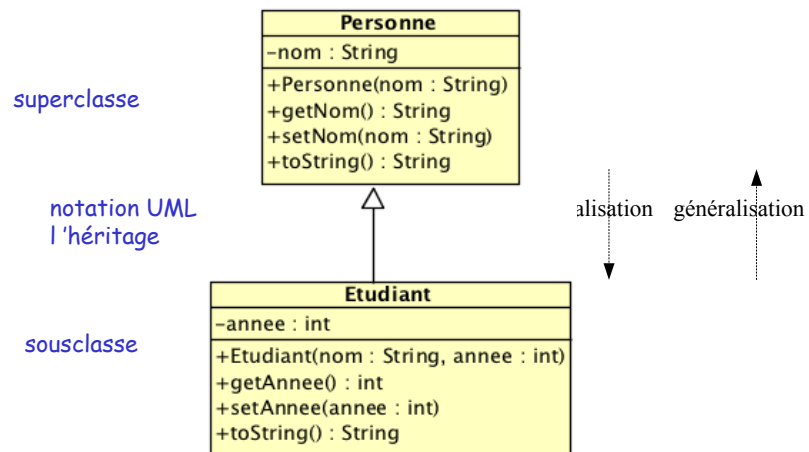 Personne
-nom : String
+Personne(nom : String)
+getNom() : String
+setNom(nom : String)
+toString() : String
superclasse
notation UML
l 'héritage
alisation
généralisation
Etudiant
-annee : int
+Etudiant(nom : String, annee : int)
+getAnnee() : int
+setAnnee(annee : int)
+toString() : String
sousclasse